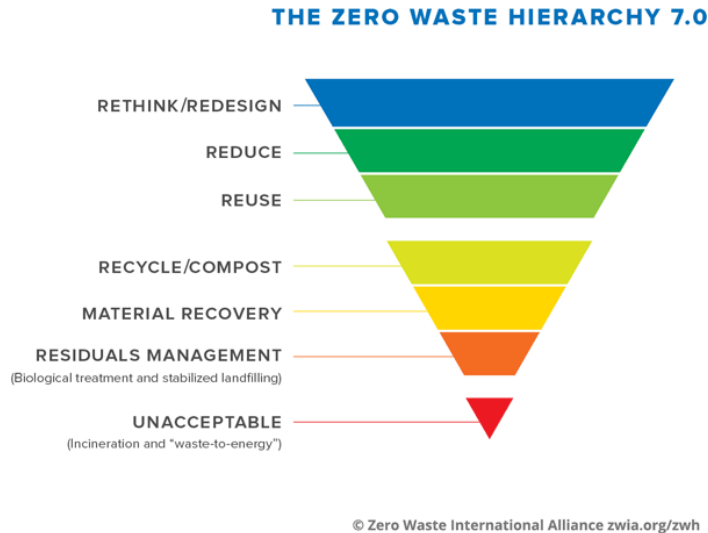 THE ZERO WASTE HIERARCHY 7.0
RETHINK/REDESIGN
REDUCE
REUSE
RECYCLE/COMPOST
MATERIAL RECOVERY
RESIDUALS MANAGEMENT
(Biological treatment and stabilized landfilling)
UNACCEPTABLE
(Incineration and “waste-to-energy”)
© Zero Waste International Alliance zwia.org/zwh